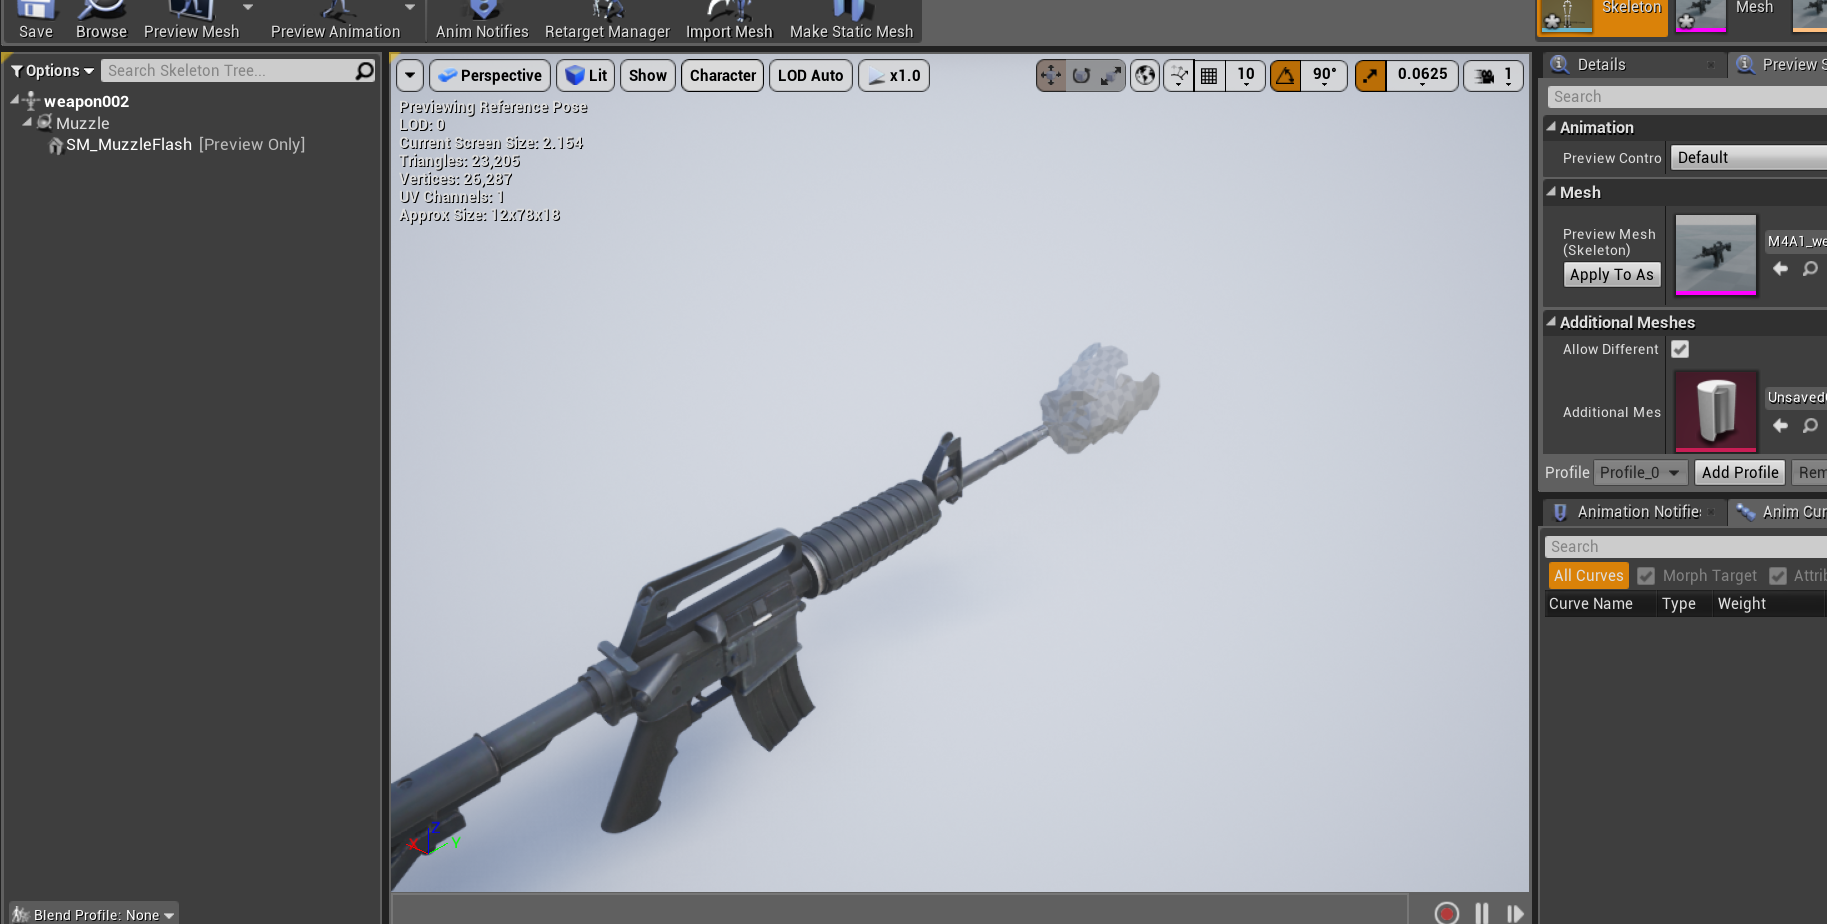 Save
Browse
Preview Mesh
Preview Animation
Anim Notifies
Retarget Manager
Import Mesh
Make Static Mesh
Skeleton
Mesh
Options
Search Skeleton Tree...
weapon002
Muzzle
SM_MuzzleFlash [Preview Only]
Blend Profile: None
Perspective
Lit
Show
Character
LOD Auto
x1.0
10
90°
0.0625
1
Previewing Reference Pose
LOD: 0
Current Screen Size: 2.154
Triangles: 23,205
Vertices: 26,287
UV Channels: 1
Approx Size: 12x78x18
Z
X
Y
Details
Preview S
Search
Animation
Preview Contro
Default
Mesh
Preview Mesh
(Skeleton)
Apply To As
M4A1_we
Additional Meshes
Allow Different
Additional Mes
Unsaved
Profile
Profile_0
Add Profile
Rem
Animation Notifie
Anim Cur
Search
All Curves
Morph Target
Attrib
Curve Name
Type
Weight